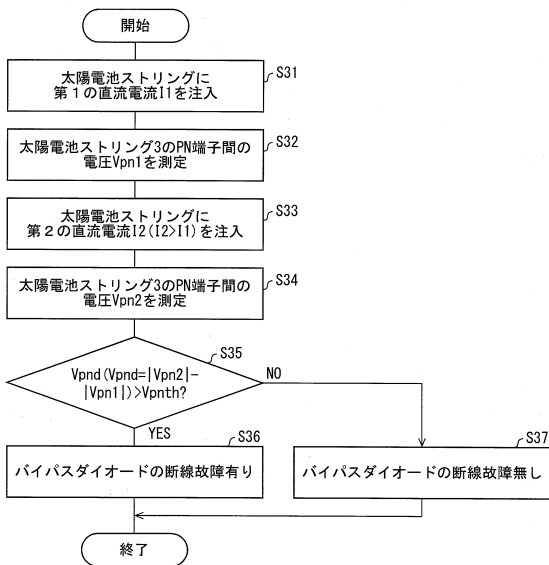 開始
太陽電池ストリングに
第1の直流電流I1を注入
S31
太陽電池ストリング3のPN端子間の
電圧Vpn1を測定
S32
太陽電池ストリングに
第2の直流電流I2(I2>I1)を注入
S33
太陽電池ストリング3のPN端子間の
電圧Vpn2を測定
S34
Vpnd(Vpnd=|Vpn2|-
|Vpn1|)>Vpnth?
S35
NO
YES
バイパスダイオードの断線故障有り
S36
バイパスダイオードの断線故障無し
S37
終了